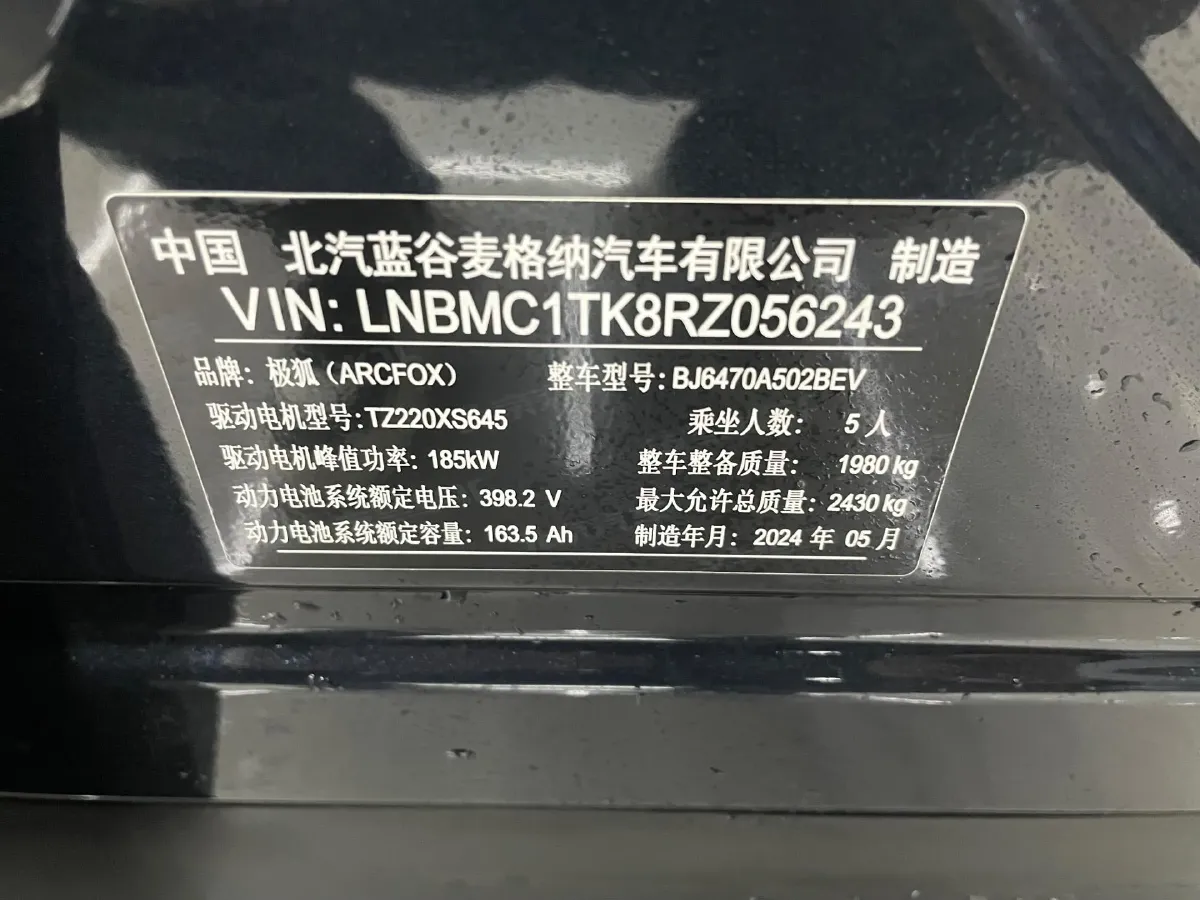 中国 北汽蓝谷麦格纳汽车有限公司 制造
VIN: LNBMC1TK8RZ056243
品牌: 极狐(ARCFOX) 整车型号: BJ6470A502BEV
驱动电机型号: TZ220XS645 乘坐人数: 5 人
驱动电机峰值功率: 185kW 整车整备质量: 1980 kg
动力电池系统额定电压: 398.2 V 最大允许总质量: 2430 kg
动力电池系统额定容量: 163.5 Ah 制造年月: 2024 年 05 月